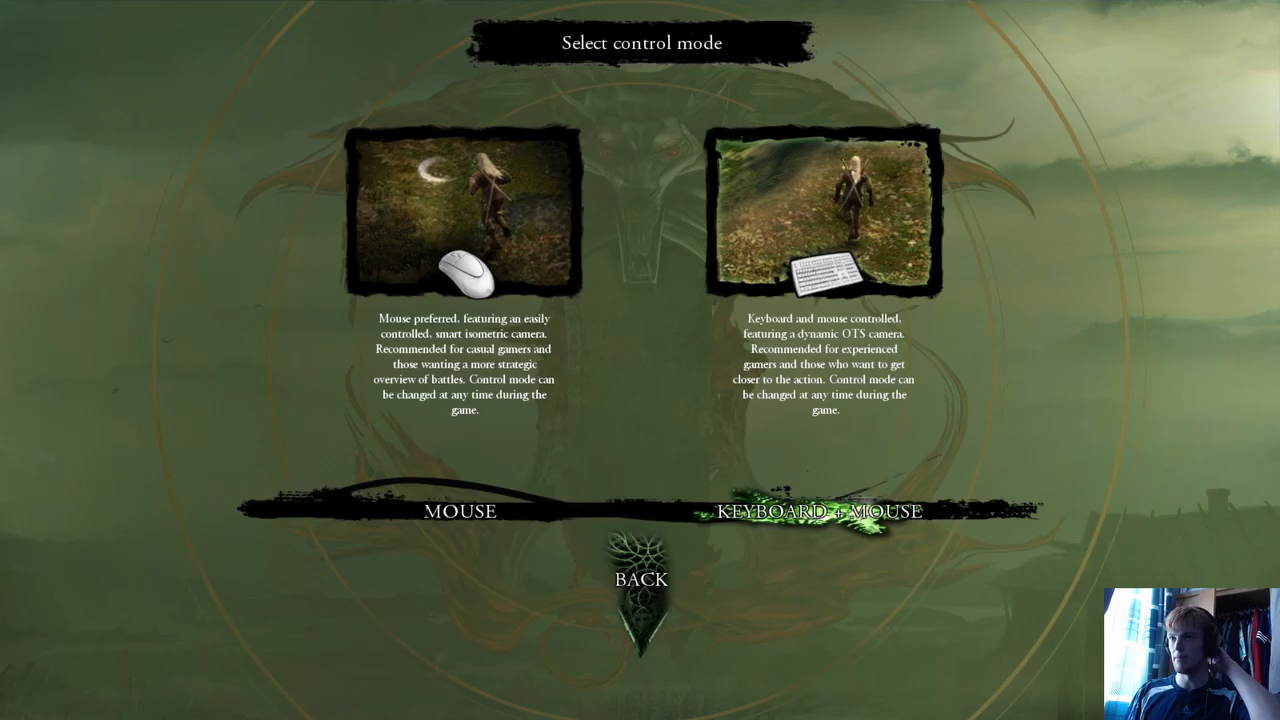 Select control mode
Mouse preferred, featuring an easily
controlled, smart isometric camera.
Recommended for casual gamers and
those wanting a more strategic
overview of battles. Control mode can
be changed at any time during the
game.
Keyboard and mouse controlled,
featuring a dynamic OTS camera.
Recommended for experienced
gamers and those who want to get
closer to the action. Control mode can
be changed at any time during the
game.
MOUSE
KEYBOARD + MOUSE
BACK